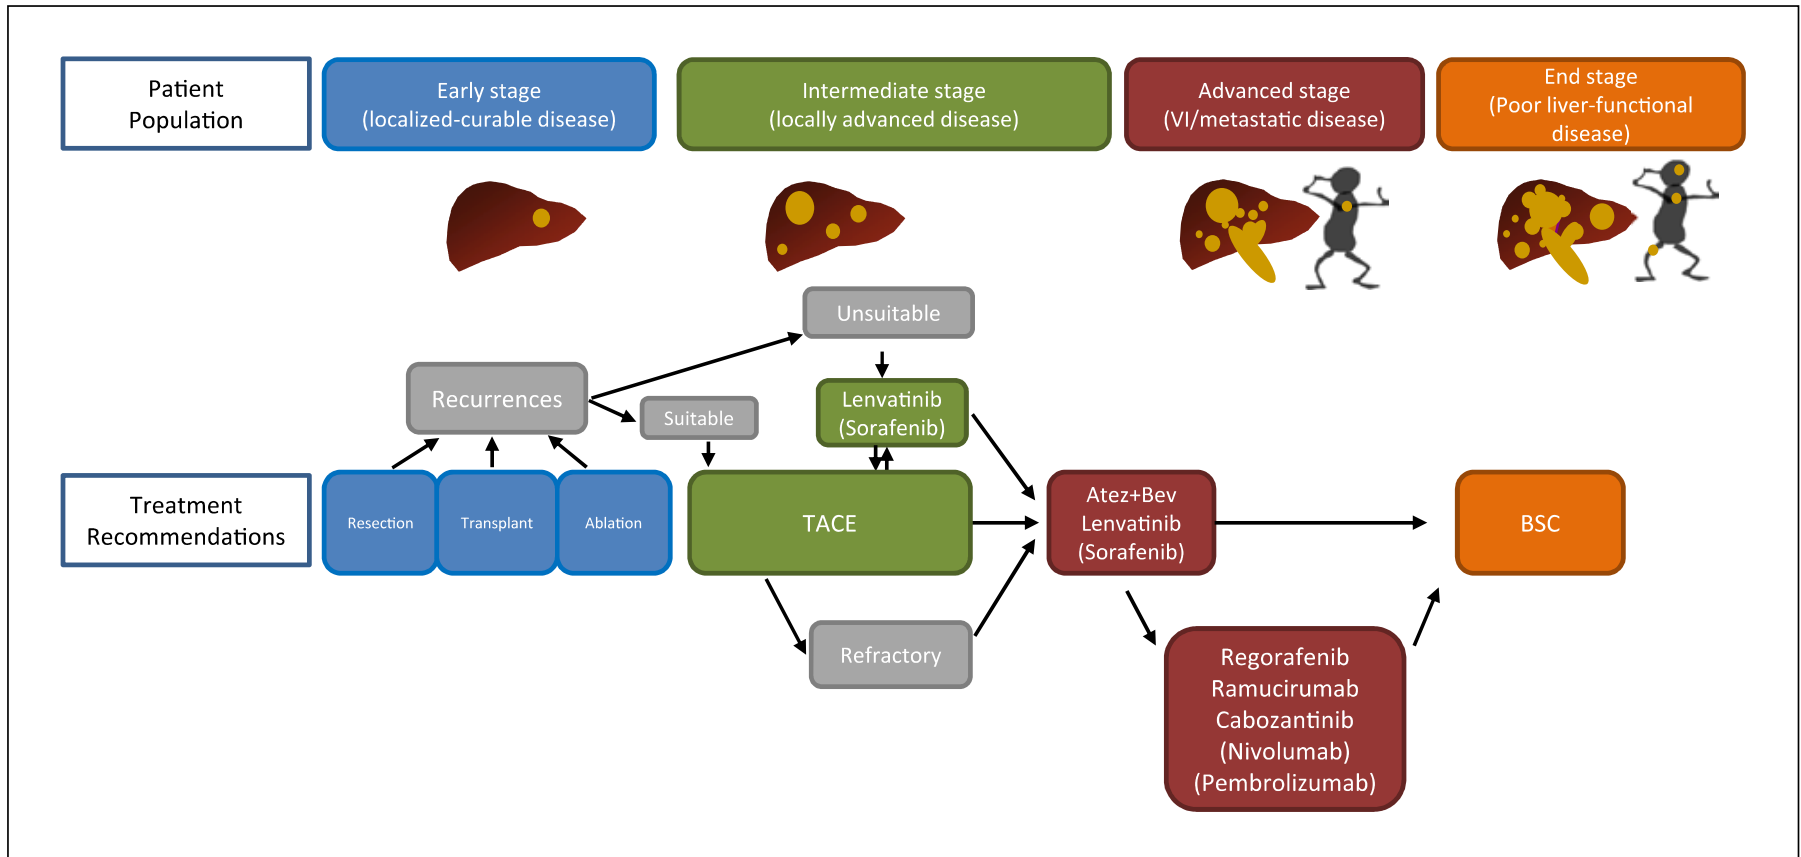 Patient
Population
Early stage
(localized-curable disease)
Intermediate stage
(locally advanced disease)
Advanced stage
(VI/metastatic disease)
End stage
(Poor liver-functional
disease)
Unsuitable
Recurrences
Suitable
Lenvatinib
(Sorafenib)
Treatment
Recommendations
Resection
Transplant
Ablation
TACE
Atez+Bev
Lenvatinib
(Sorafenib)
BSC
Refractory
Regorafenib
Ramucirumab
Cabozantinib
(Nivolumab)
(Pembrolizumab)